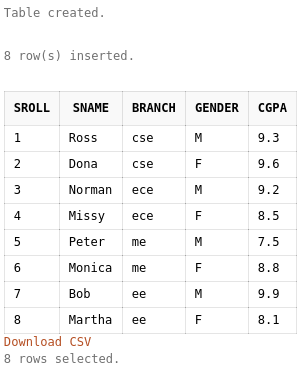 Table created.
8 row(s) inserted.
SROLL SNAME BRANCH GENDER CGPA
1 Ross cse M 9.3
2 Dona cse F 9.6
3 Norman ece M 9.2
4 Missy ece F 8.5
5 Peter me M 7.5
6 Monica me F 8.8
7 Bob ee M 9.9
8 Martha ee F 8.1
Download CSV
8 rows selected.